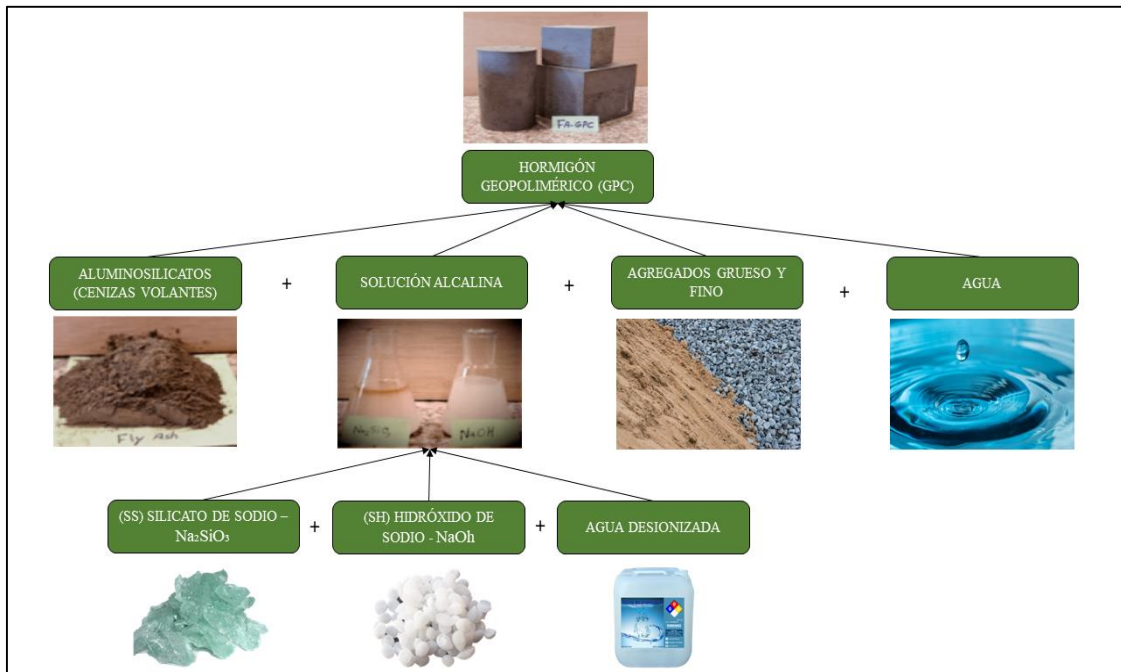 FA-GPC
HORMIGÓN
GEOPOLIMÉRICO (GPC)
ALUMINOSILICATOS
(CENIZAS VOLANTES)
+
SOLUCIÓN ALCALINA
+
AGREGADOS GRUESO Y
FINO
+
AGUA
Fly Ash
NaOH
(SS) SILICATO DE SODIO –
Na₂SiO₃
+
(SH) HIDRÓXIDO DE
SODIO - NaOh
+
AGUA DESIONIZADA